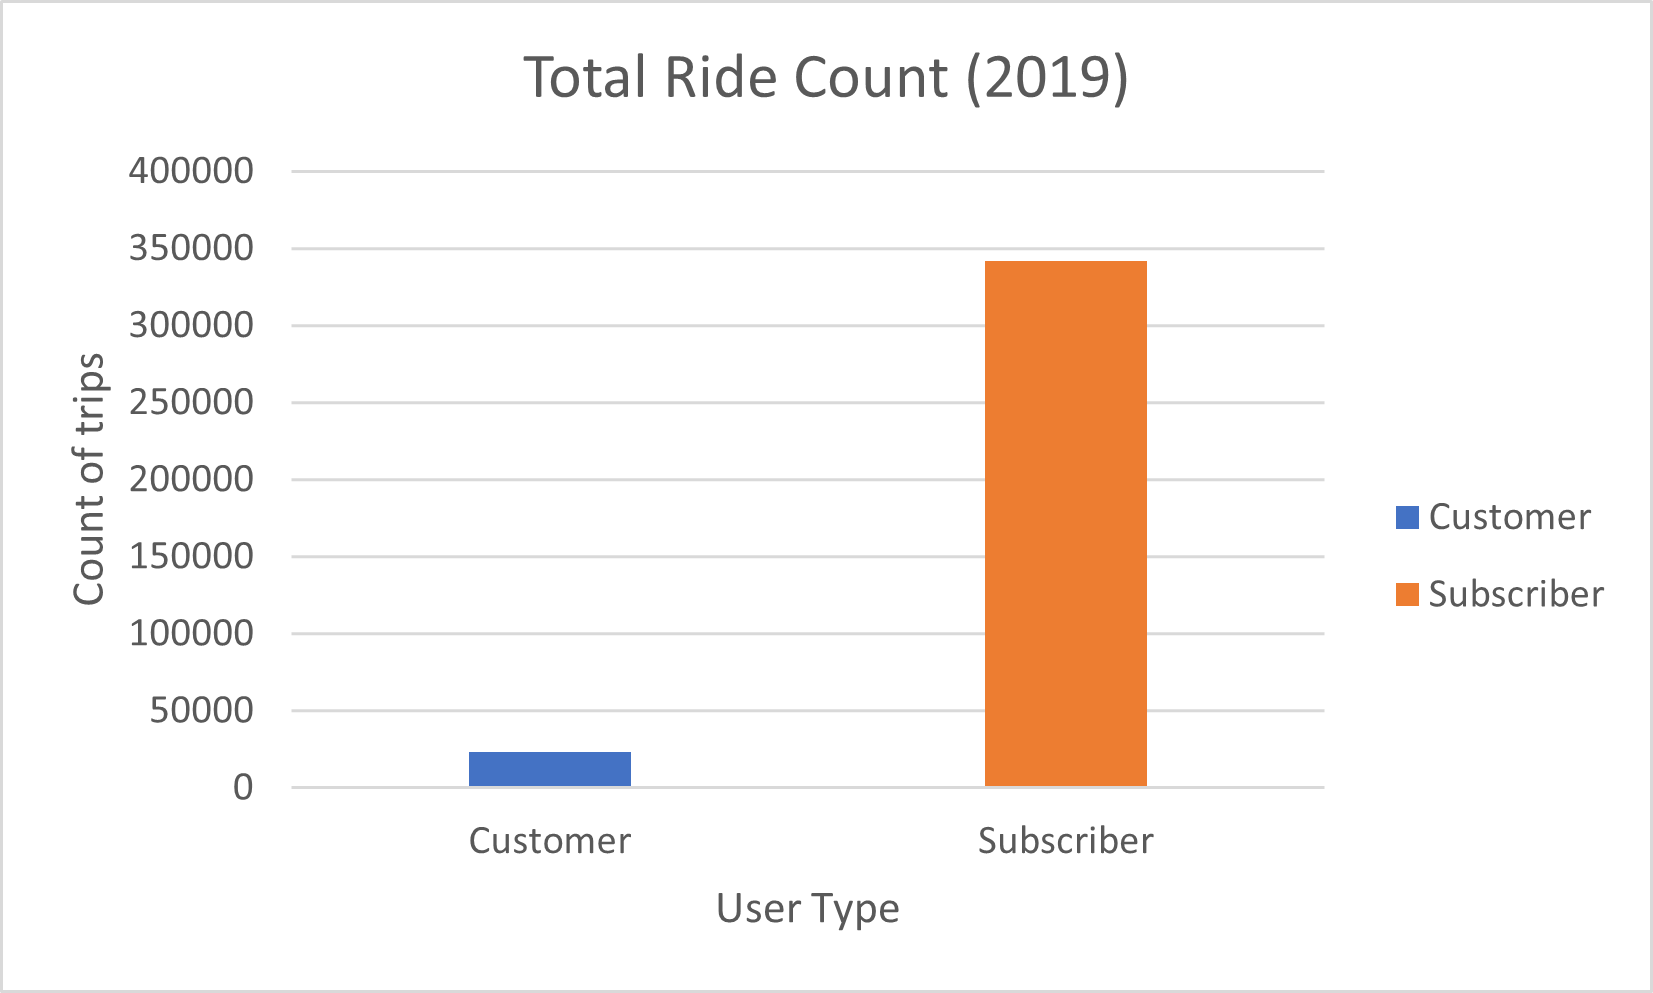 Total Ride Count (2019)
400000
350000
300000
250000
200000
150000
100000
50000
0
Count of trips
Customer
Subscriber
User Type
Customer
Subscriber